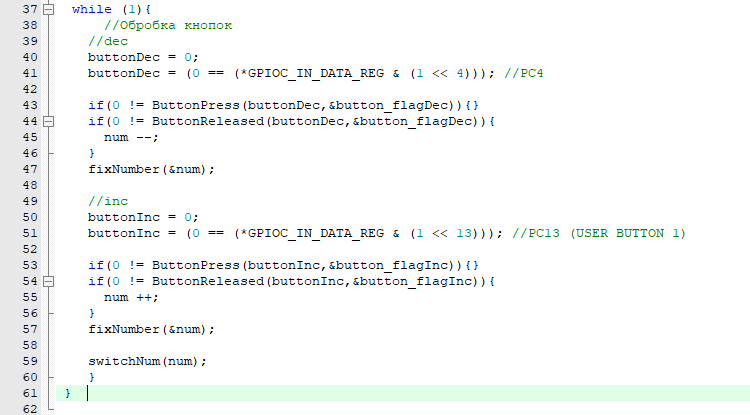 37 while (1){
38 //Обробка кнопок
39 //dec
40 buttonDec = 0;
41 buttonDec = (0 == (*GPIOC_IN_DATA_REG & (1 << 4))); //PC4
42
43 if(0 != ButtonPress(buttonDec,&button_flagDec)){}
44 if(0 != ButtonReleased(buttonDec,&button_flagDec)){
45 num --;
46 }
47 fixNumber(&num);
48
49 //inc
50 buttonInc = 0;
51 buttonInc = (0 == (*GPIOC_IN_DATA_REG & (1 << 13))); //PC13 (USER BUTTON 1)
52
53 if(0 != ButtonPress(buttonInc,&button_flagInc)){}
54 if(0 != ButtonReleased(buttonInc,&button_flagInc)){
55 num ++;
56 }
57 fixNumber(&num);
58
59 switchNum(num);
60 }
61 }
62